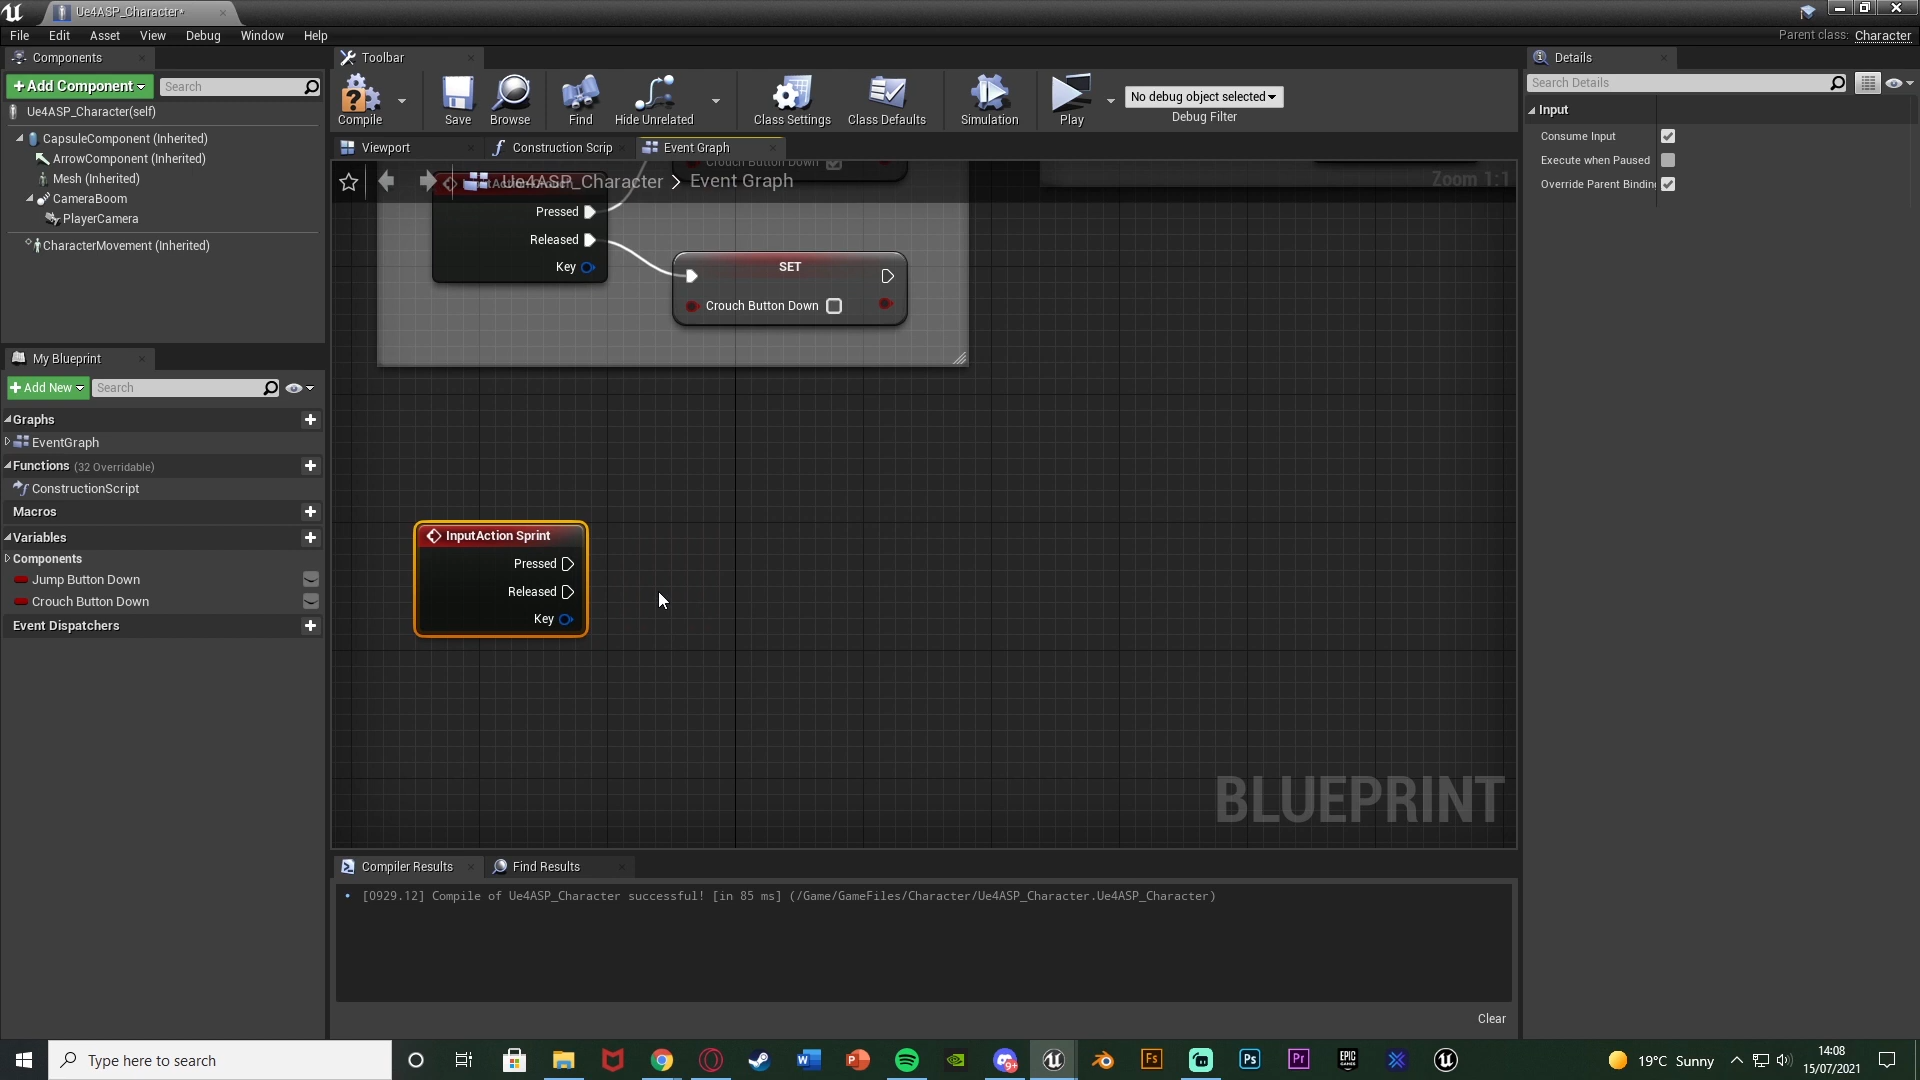 Ue4ASP_Character*
File Edit Asset View Debug Window Help
Parent class: Character
Components
Toolbar
Details
+Add Component
Search
Compile
Save
Browse
Find
Hide Unrelated
Class Settings
Class Defaults
Simulation
Play
No debug object selected
Debug Filter
Search Details
Ue4ASP_Character(self)
CapsuleComponent (Inherited)
ArrowComponent (Inherited)
Mesh (Inherited)
CameraBoom
PlayerCamera
CharacterMovement (Inherited)
Input
Consume Input
Execute when Paused
Override Parent Bindin
Viewport
Construction Scrip
Event Graph
Ue4ASP_Character > Event Graph
Zoom 1:1
Crouch Button Down
Pressed
Released
Key
SET
Crouch Button Down
My Blueprint
+Add New
Search
Graphs
EventGraph
Functions (32 Overridable)
ConstructionScript
Macros
Variables
Components
Jump Button Down
Crouch Button Down
Event Dispatchers
InputAction Sprint
Pressed
Released
Key
BLUEPRINT
Compiler Results
Find Results
[0929.12] Compile of Ue4ASP_Character successful! [in 85 ms] (/Game/GameFiles/Character/Ue4ASP_Character.Ue4ASP_Character)
Clear
Type here to search
19°C Sunny
14:08
15/07/2021